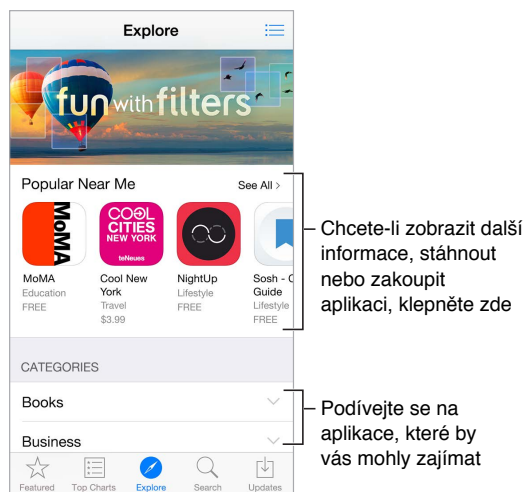 Explore
fun with filters
Popular Near Me
See All >
MoMA
COOL
CITIES
NEW YORK
teNeues
MoMA
Education
FREE
Cool New
York
Travel
$3.99
NightUp
Lifestyle
FREE
Sosh - C
Guide
Lifestyle
FREE
Chcete-li zobrazit další
informace, stáhnout
nebo zakoupit
aplikaci, klepněte zde
CATEGORIES
Books
Business
Podívejte se na
aplikace, které by
vás mohly zajímat
Featured
Top Charts
Explore
Search
Updates